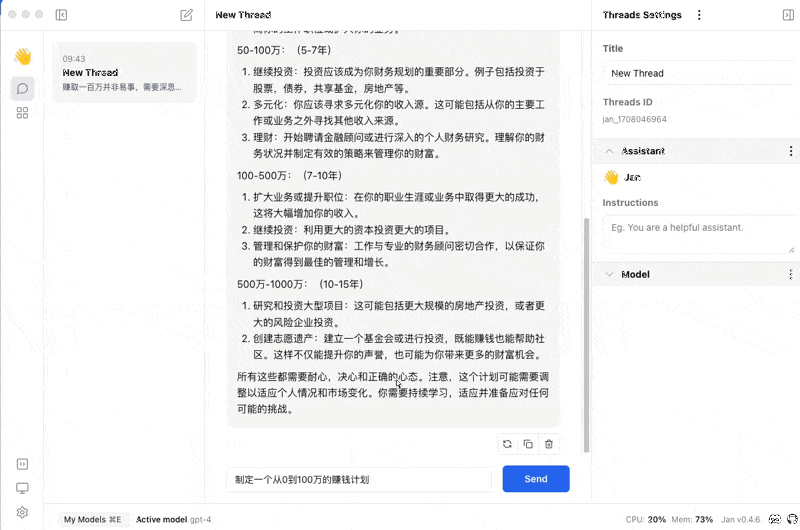 New Thread
Threads Settings
09:43
New Thread
赚取一百万并非易事，需要深思...
50-100万：（5-7年）
1. 继续投资：投资应该成为你财务规划的重要部分。例子包括投资于
股票，债券，共享基金，房地产等。
2. 多元化：你应该寻求多元化你的收入源。这可能包括从你的主要工
作或业务之外寻找其他收入来源。
3. 理财：开始聘请金融顾问或进行深入的个人财务研究。理解你的财
务状况并制定有效的策略来管理你的财富。
100-500万：（7-10年）
1. 扩大业务或提升职位：在你的职业生涯或业务中取得更大的成功，
这将大幅增加你的收入。
2. 继续投资：利用更大的资本投资更大的项目。
3. 管理和保护你的财富：工作与专业的财务顾问密切合作，以保证你
的财富得到最佳的管理和增长。
500万-1000万：（10-15年）
1. 研究和投资大型项目：这可能包括更大规模的房地产投资，或者更
大的风险企业投资。
2. 创建志愿遗产：建立一个基金会或进行投资，既能赚钱也能帮助社
区。这样不仅能提升你的声誉，也可能为你带来更多的财富机会。
所有这些都需要耐心，决心和正确的心态。注意，这个计划可能需要调
整以适应个人情况和市场变化。你需要持续学习，适应并准备应对任何
可能的挑战。
制定一个从0到100万的赚钱计划
Send
Title
New Thread
Threads ID
jan_1708046964
Assistant
Jan
Instructions
Eg. You are a helpful assistant.
Model
My Models ⌘E
Active model gpt-4
CPU: 20% Mem: 73% Jan v0.4.6